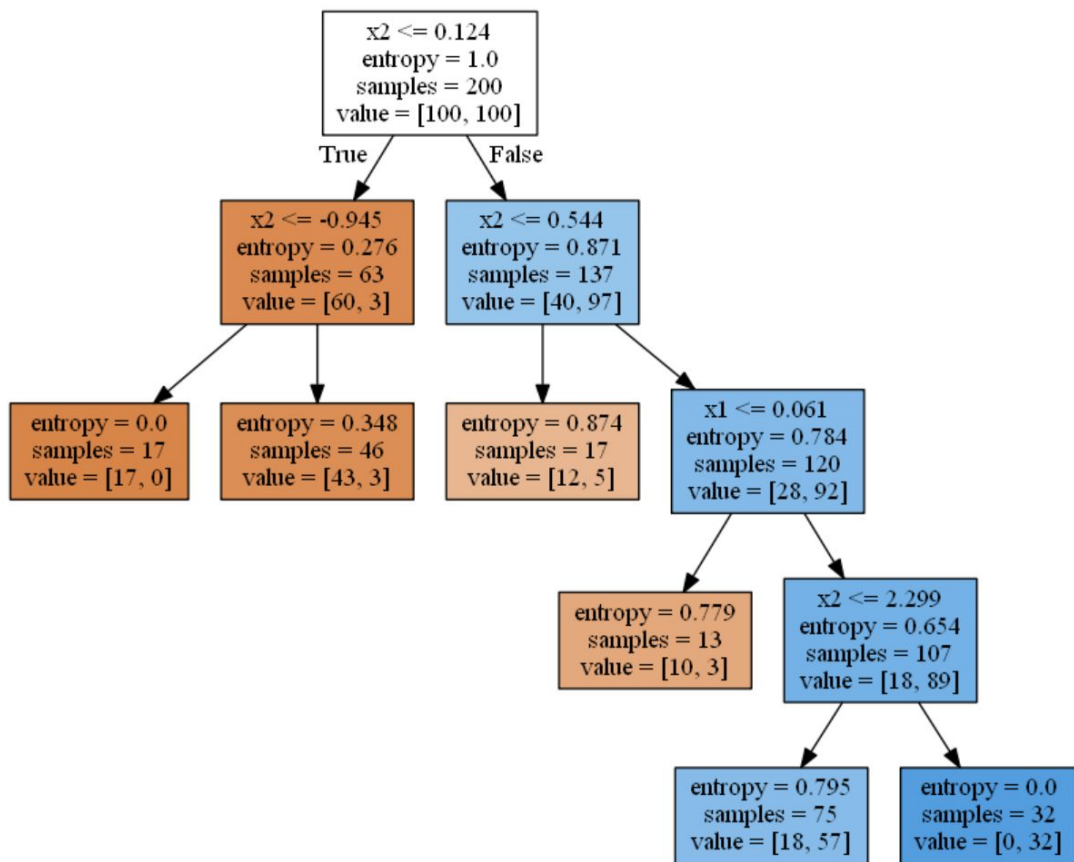 x2 <= 0.124
entropy = 1.0
samples = 200
value = [100, 100]
True
False
x2 <= -0.945
entropy = 0.276
samples = 63
value = [60, 3]
x2 <= 0.544
entropy = 0.871
samples = 137
value = [40, 97]
entropy = 0.0
samples = 17
value = [17, 0]
entropy = 0.348
samples = 46
value = [43, 3]
entropy = 0.874
samples = 17
value = [12, 5]
x1 <= 0.061
entropy = 0.784
samples = 120
value = [28, 92]
entropy = 0.779
samples = 13
value = [10, 3]
x2 <= 2.299
entropy = 0.654
samples = 107
value = [18, 89]
entropy = 0.795
samples = 75
value = [18, 57]
entropy = 0.0
samples = 32
value = [0, 32]